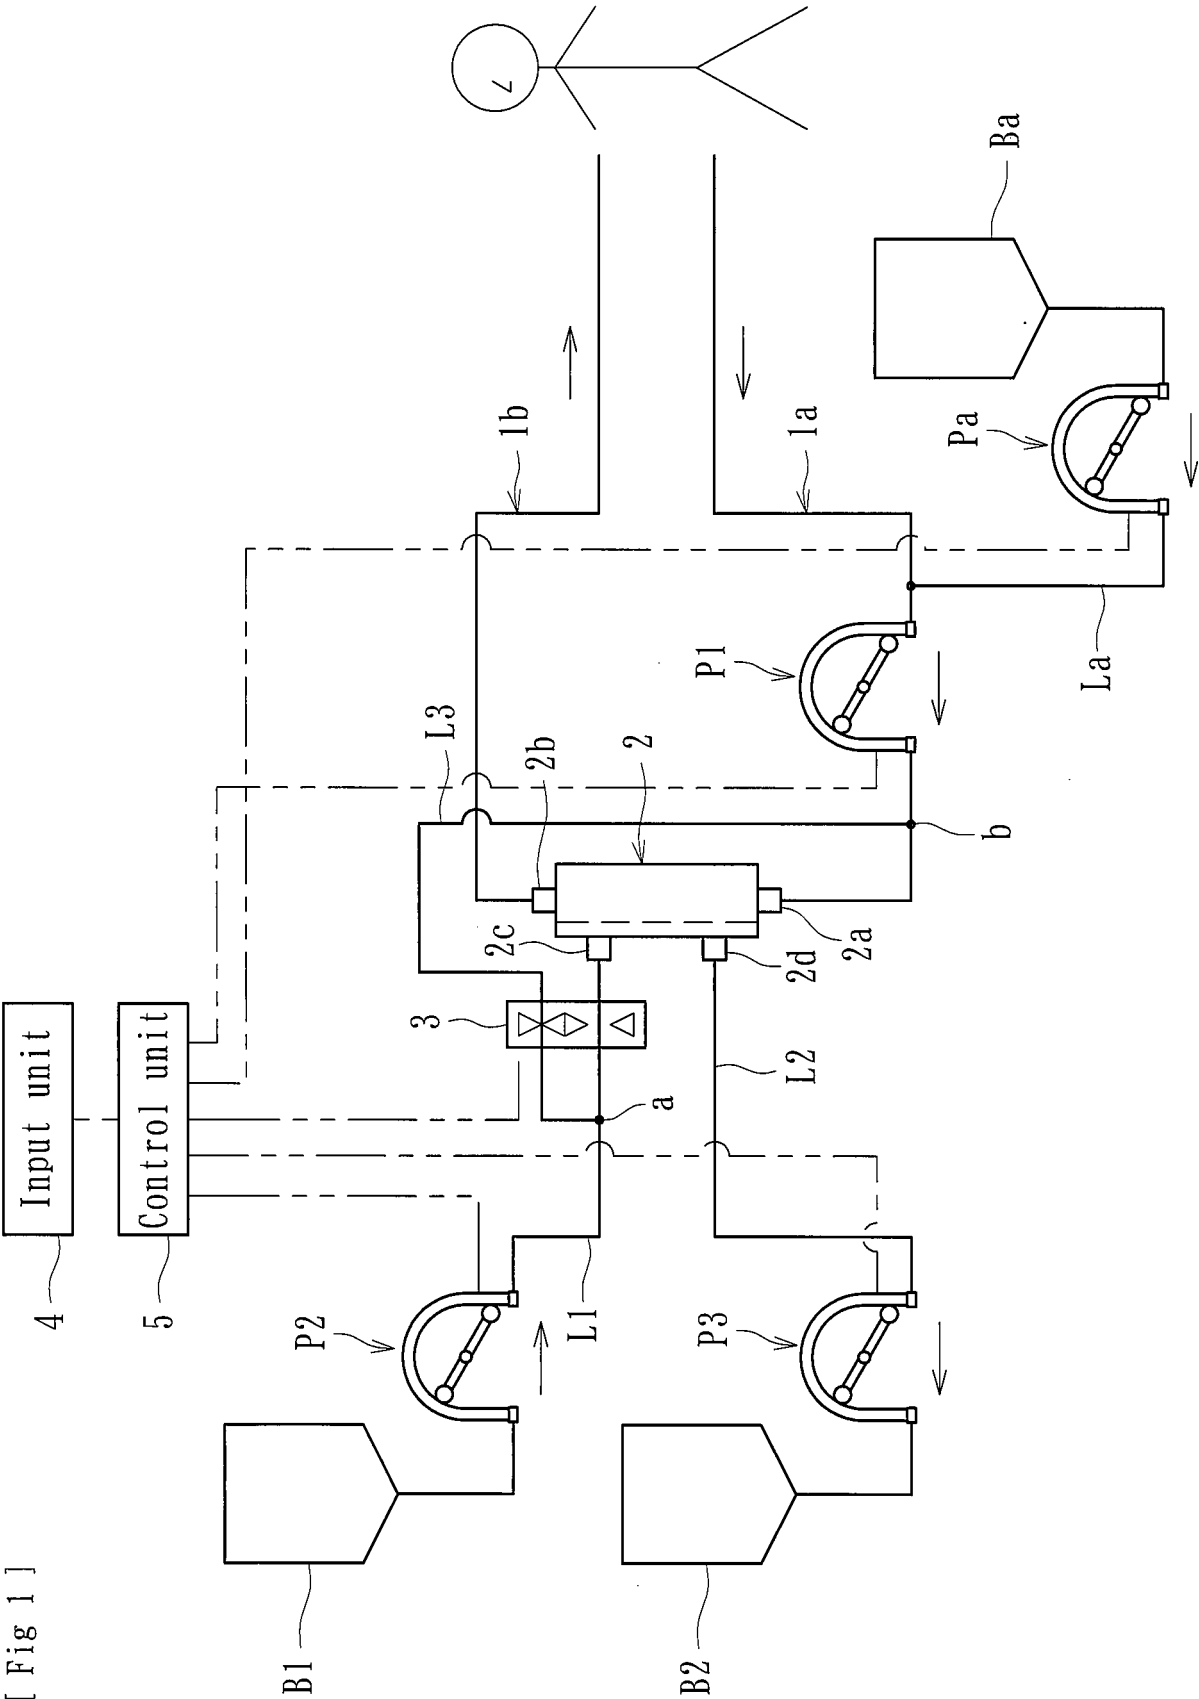 [ Fig 1 ]
Input unit
4
Control unit
5
B1
P2
L1
a
3
2c
2b
L3
1b
2
2d
2a
b
L2
P1
1a
La
Pa
Ba
P3
B2